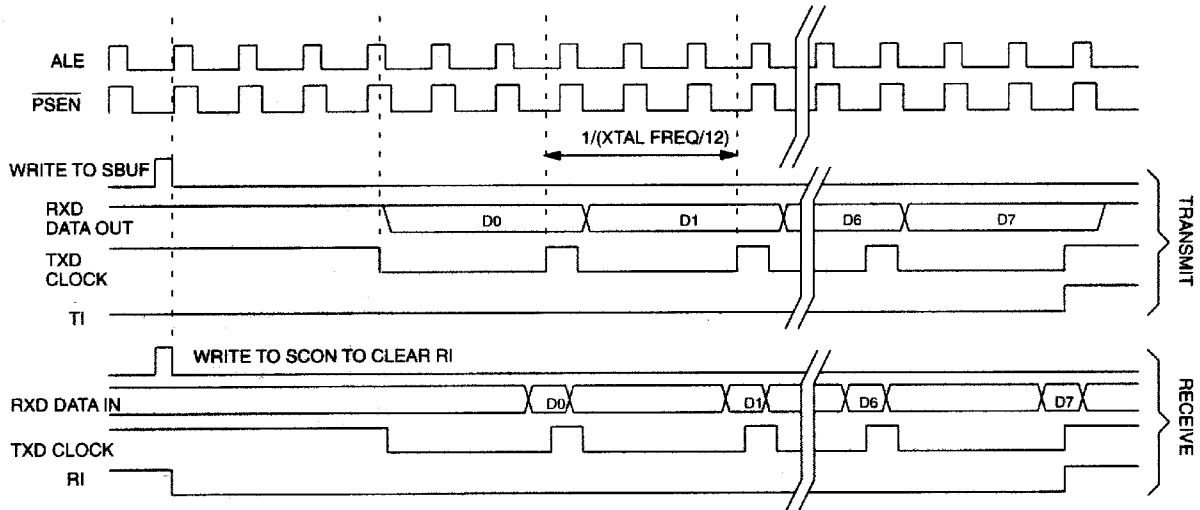 ALE
PSEN
1/(XTAL FREQ/12)
WRITE TO SBUF
RXD
DATA OUT
D0
D1
D6
D7
TXD
CLOCK
TI
TRANSMIT
WRITE TO SCON TO CLEAR RI
RXD DATA IN
D0
D1
D6
D7
TXD CLOCK
RI
RECEIVE